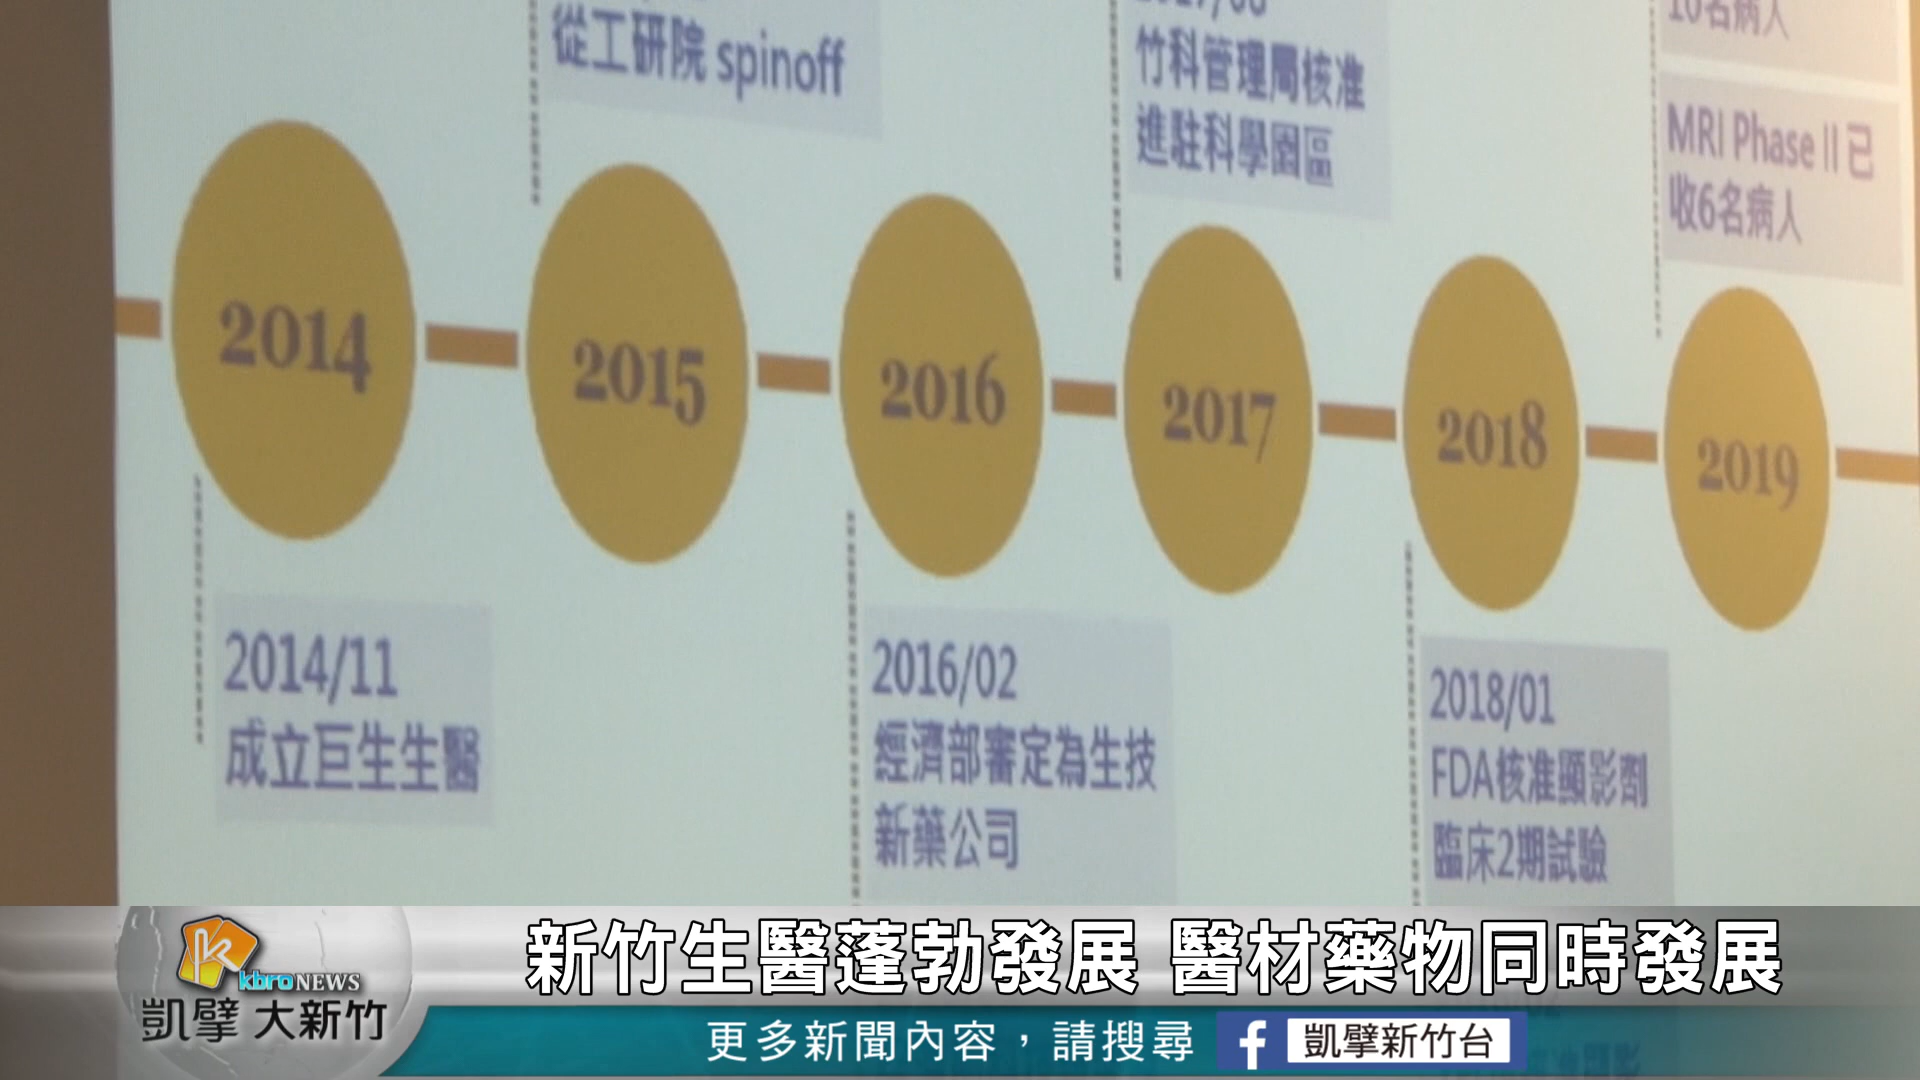 從工研院 spinoff
竹科管理局核准
進駐科學園區
10名病人
MRI Phase II 已
收6名病人
2014
2015
2016
2017
2018
2019
2014/11
成立巨生生醫
2016/02
經濟部審定為生技
新藥公司
2018/01
FDA核准顯影劑
臨床2期試驗
kbro NEWS
凱擘 大新竹
新竹生醫蓬勃發展 醫材藥物同時發展
更多新聞內容，請搜尋 f 凱擘新竹台